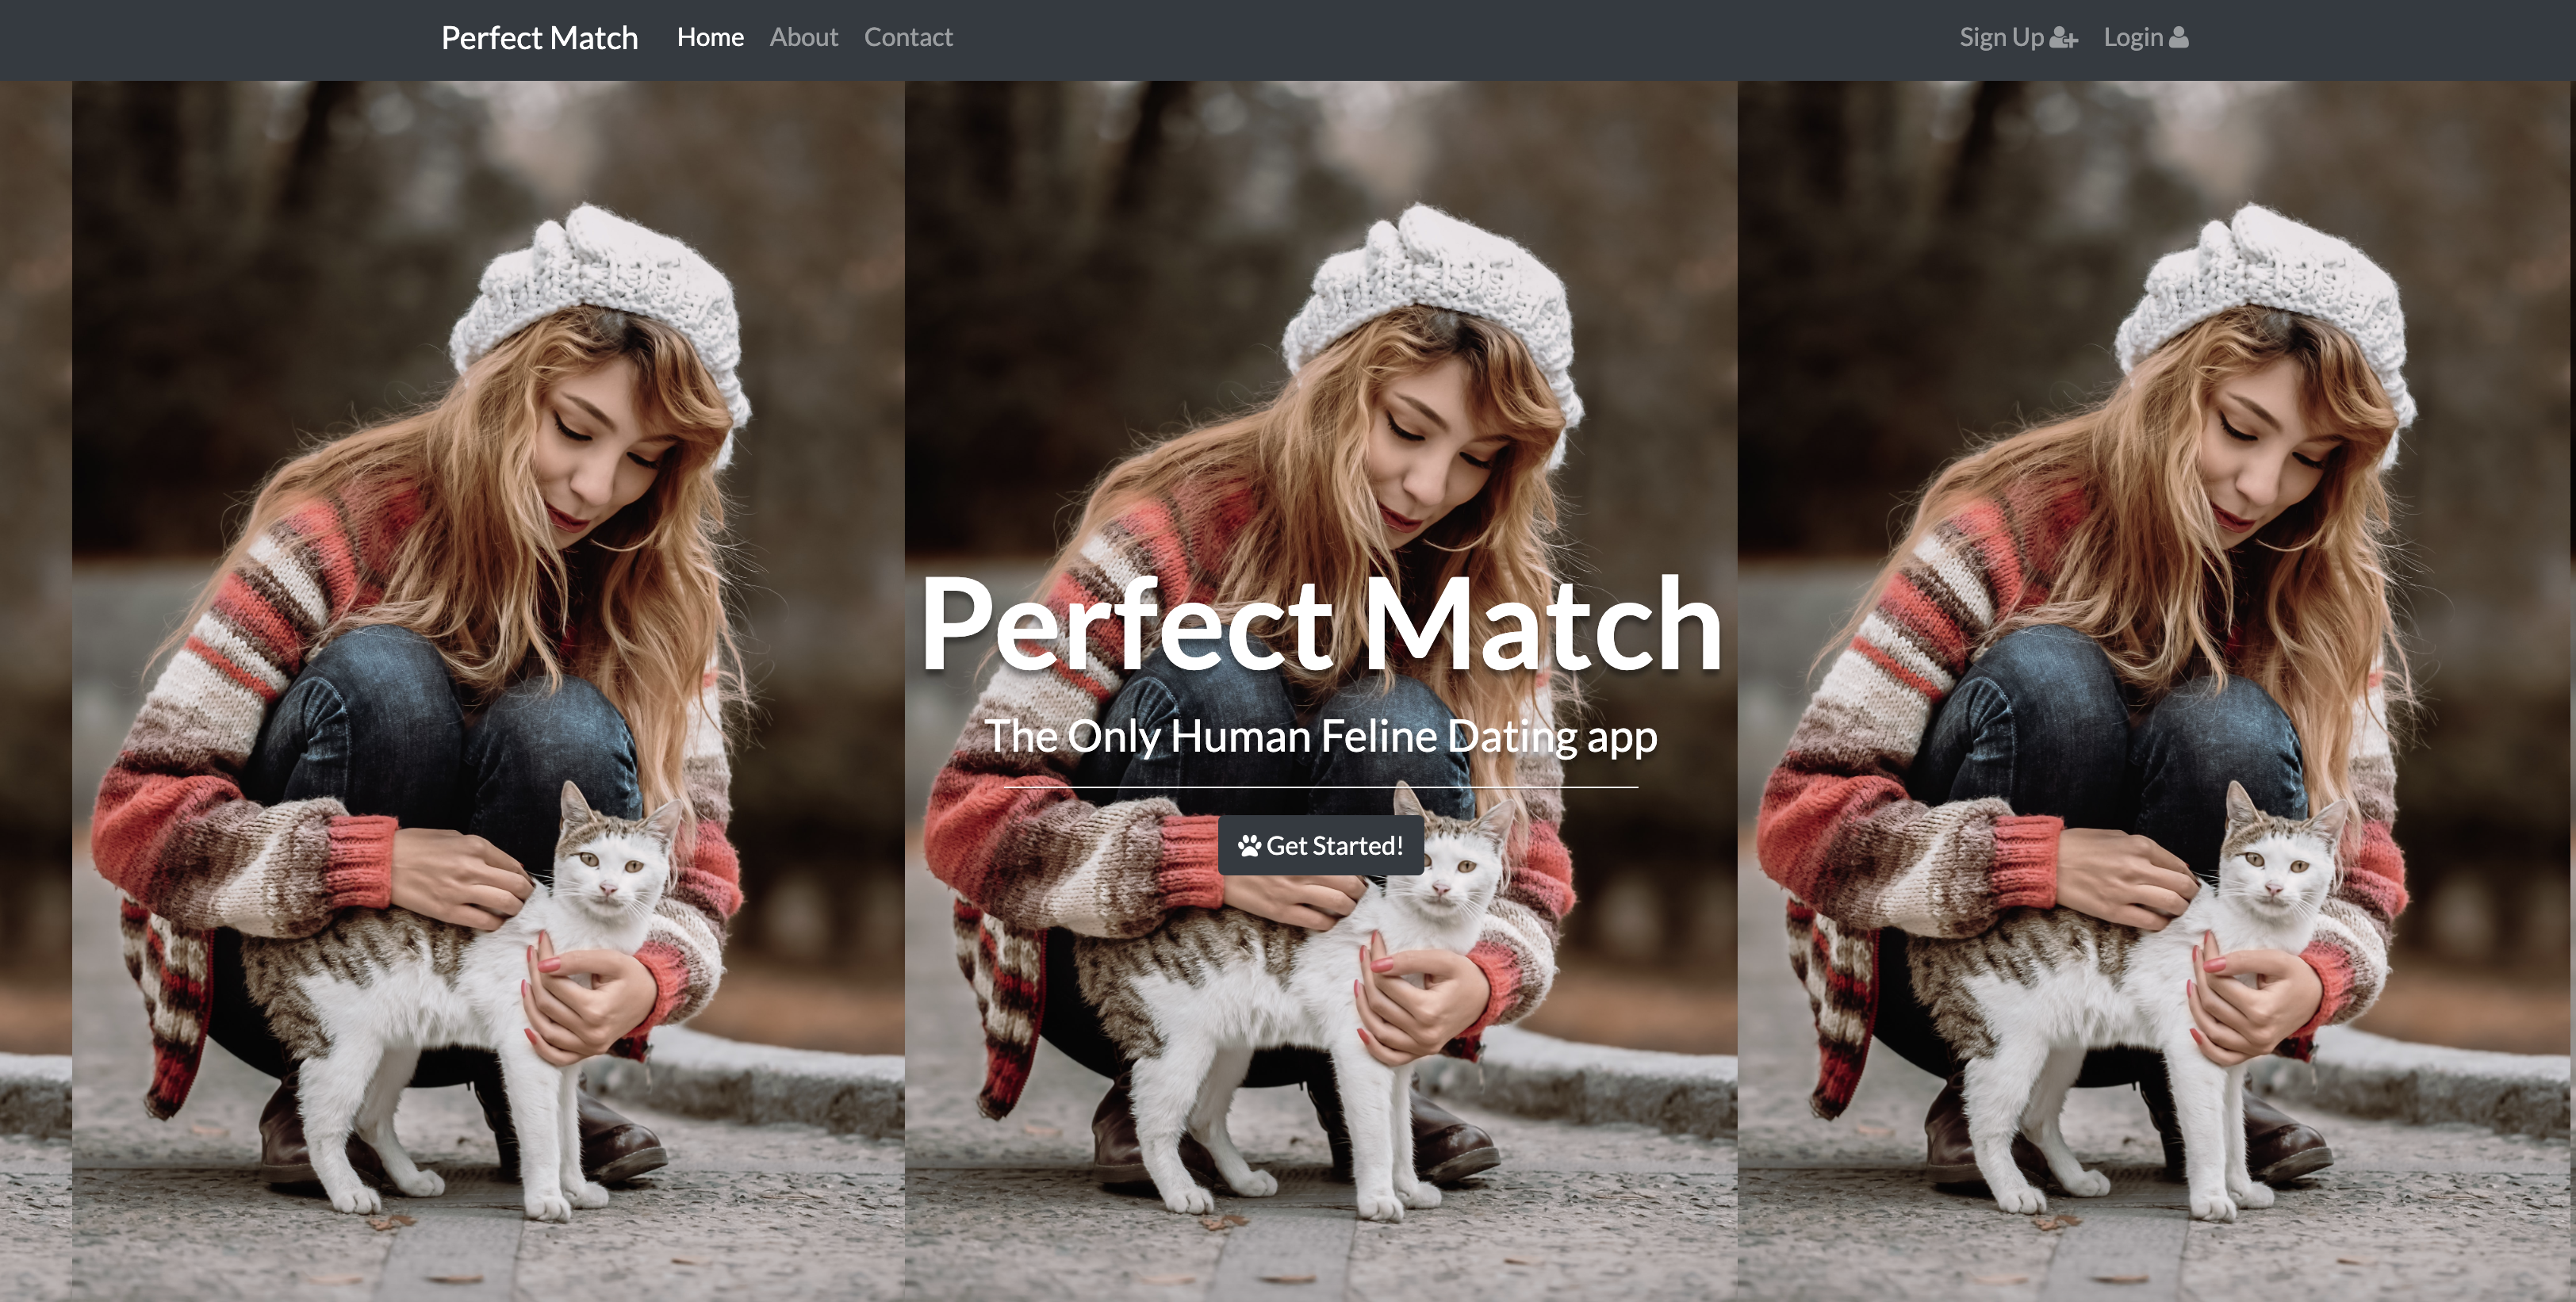 Perfect Match Home About Contact Sign Up Login
Perfect Match
The Only Human Feline Dating app
Get Started!